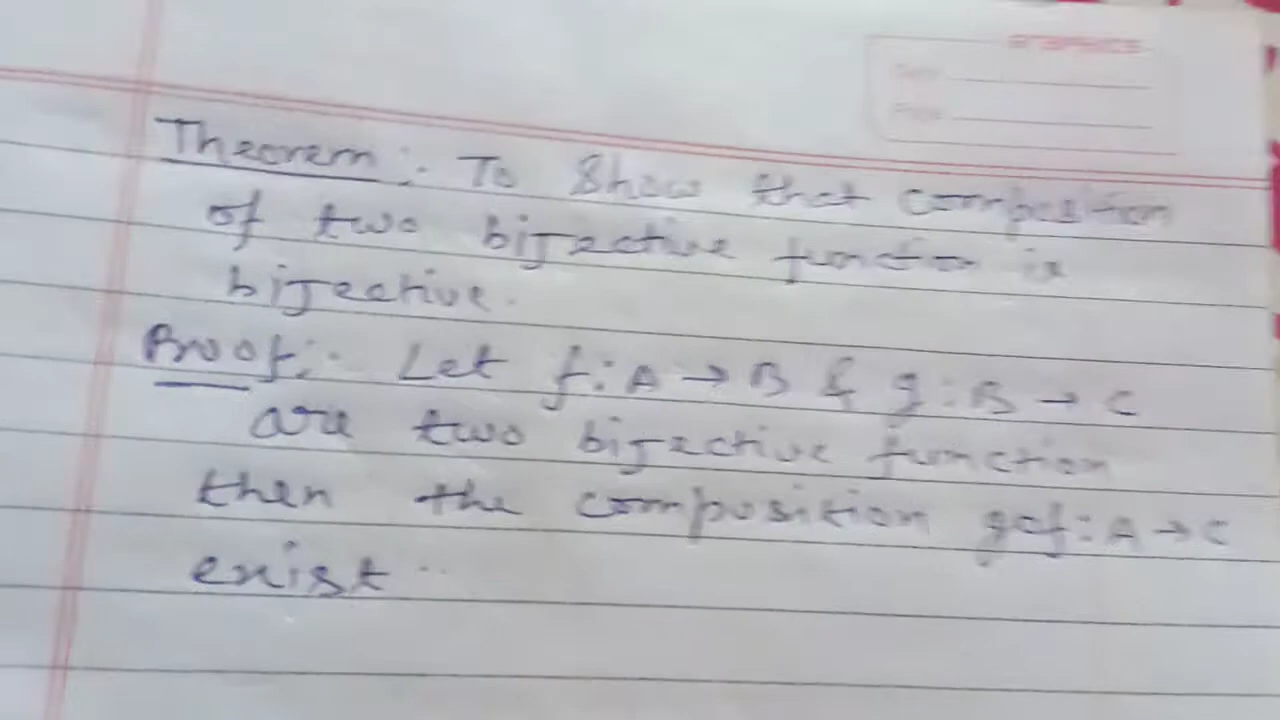 Theorem :. To Show that composition
of two bijective function is
bijective.
Proof:. Let f: A → B & g: B → C
are two bijective function
then the composition gof: A → C
exist ..